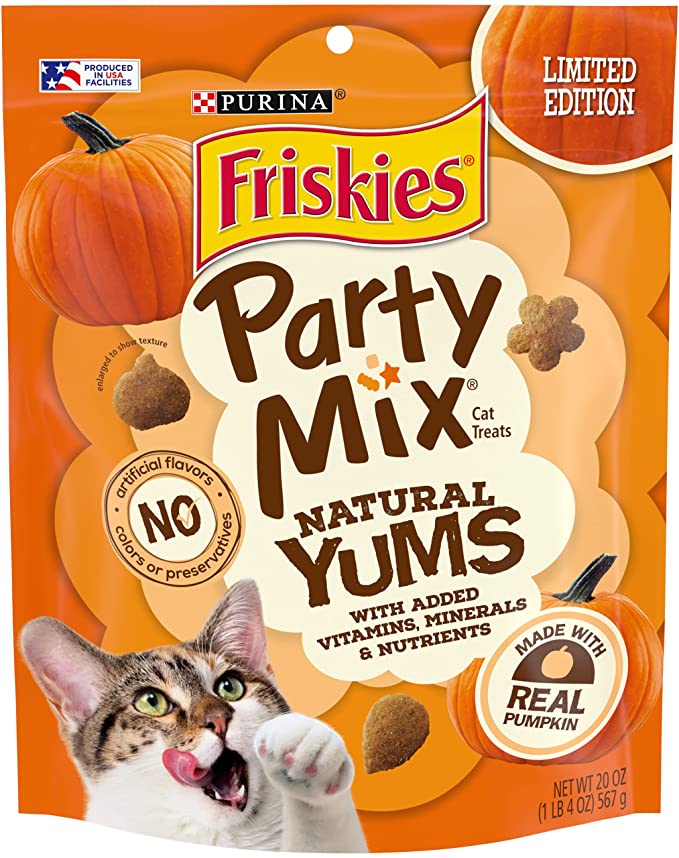 PRODUCED
IN USA
FACILITIES
PURINA®
LIMITED
EDITION
Friskies®
Party
Mix®
Cat
Treats
enlarged to show texture
NATURAL
YUMS
WITH ADDED
VITAMINS, MINERALS
& NUTRIENTS
artificial flavors
NO
colors or preservatives
MADE WITH
REAL
PUMPKIN
NET WT 20 OZ
(1 LB 4 OZ) 567 g